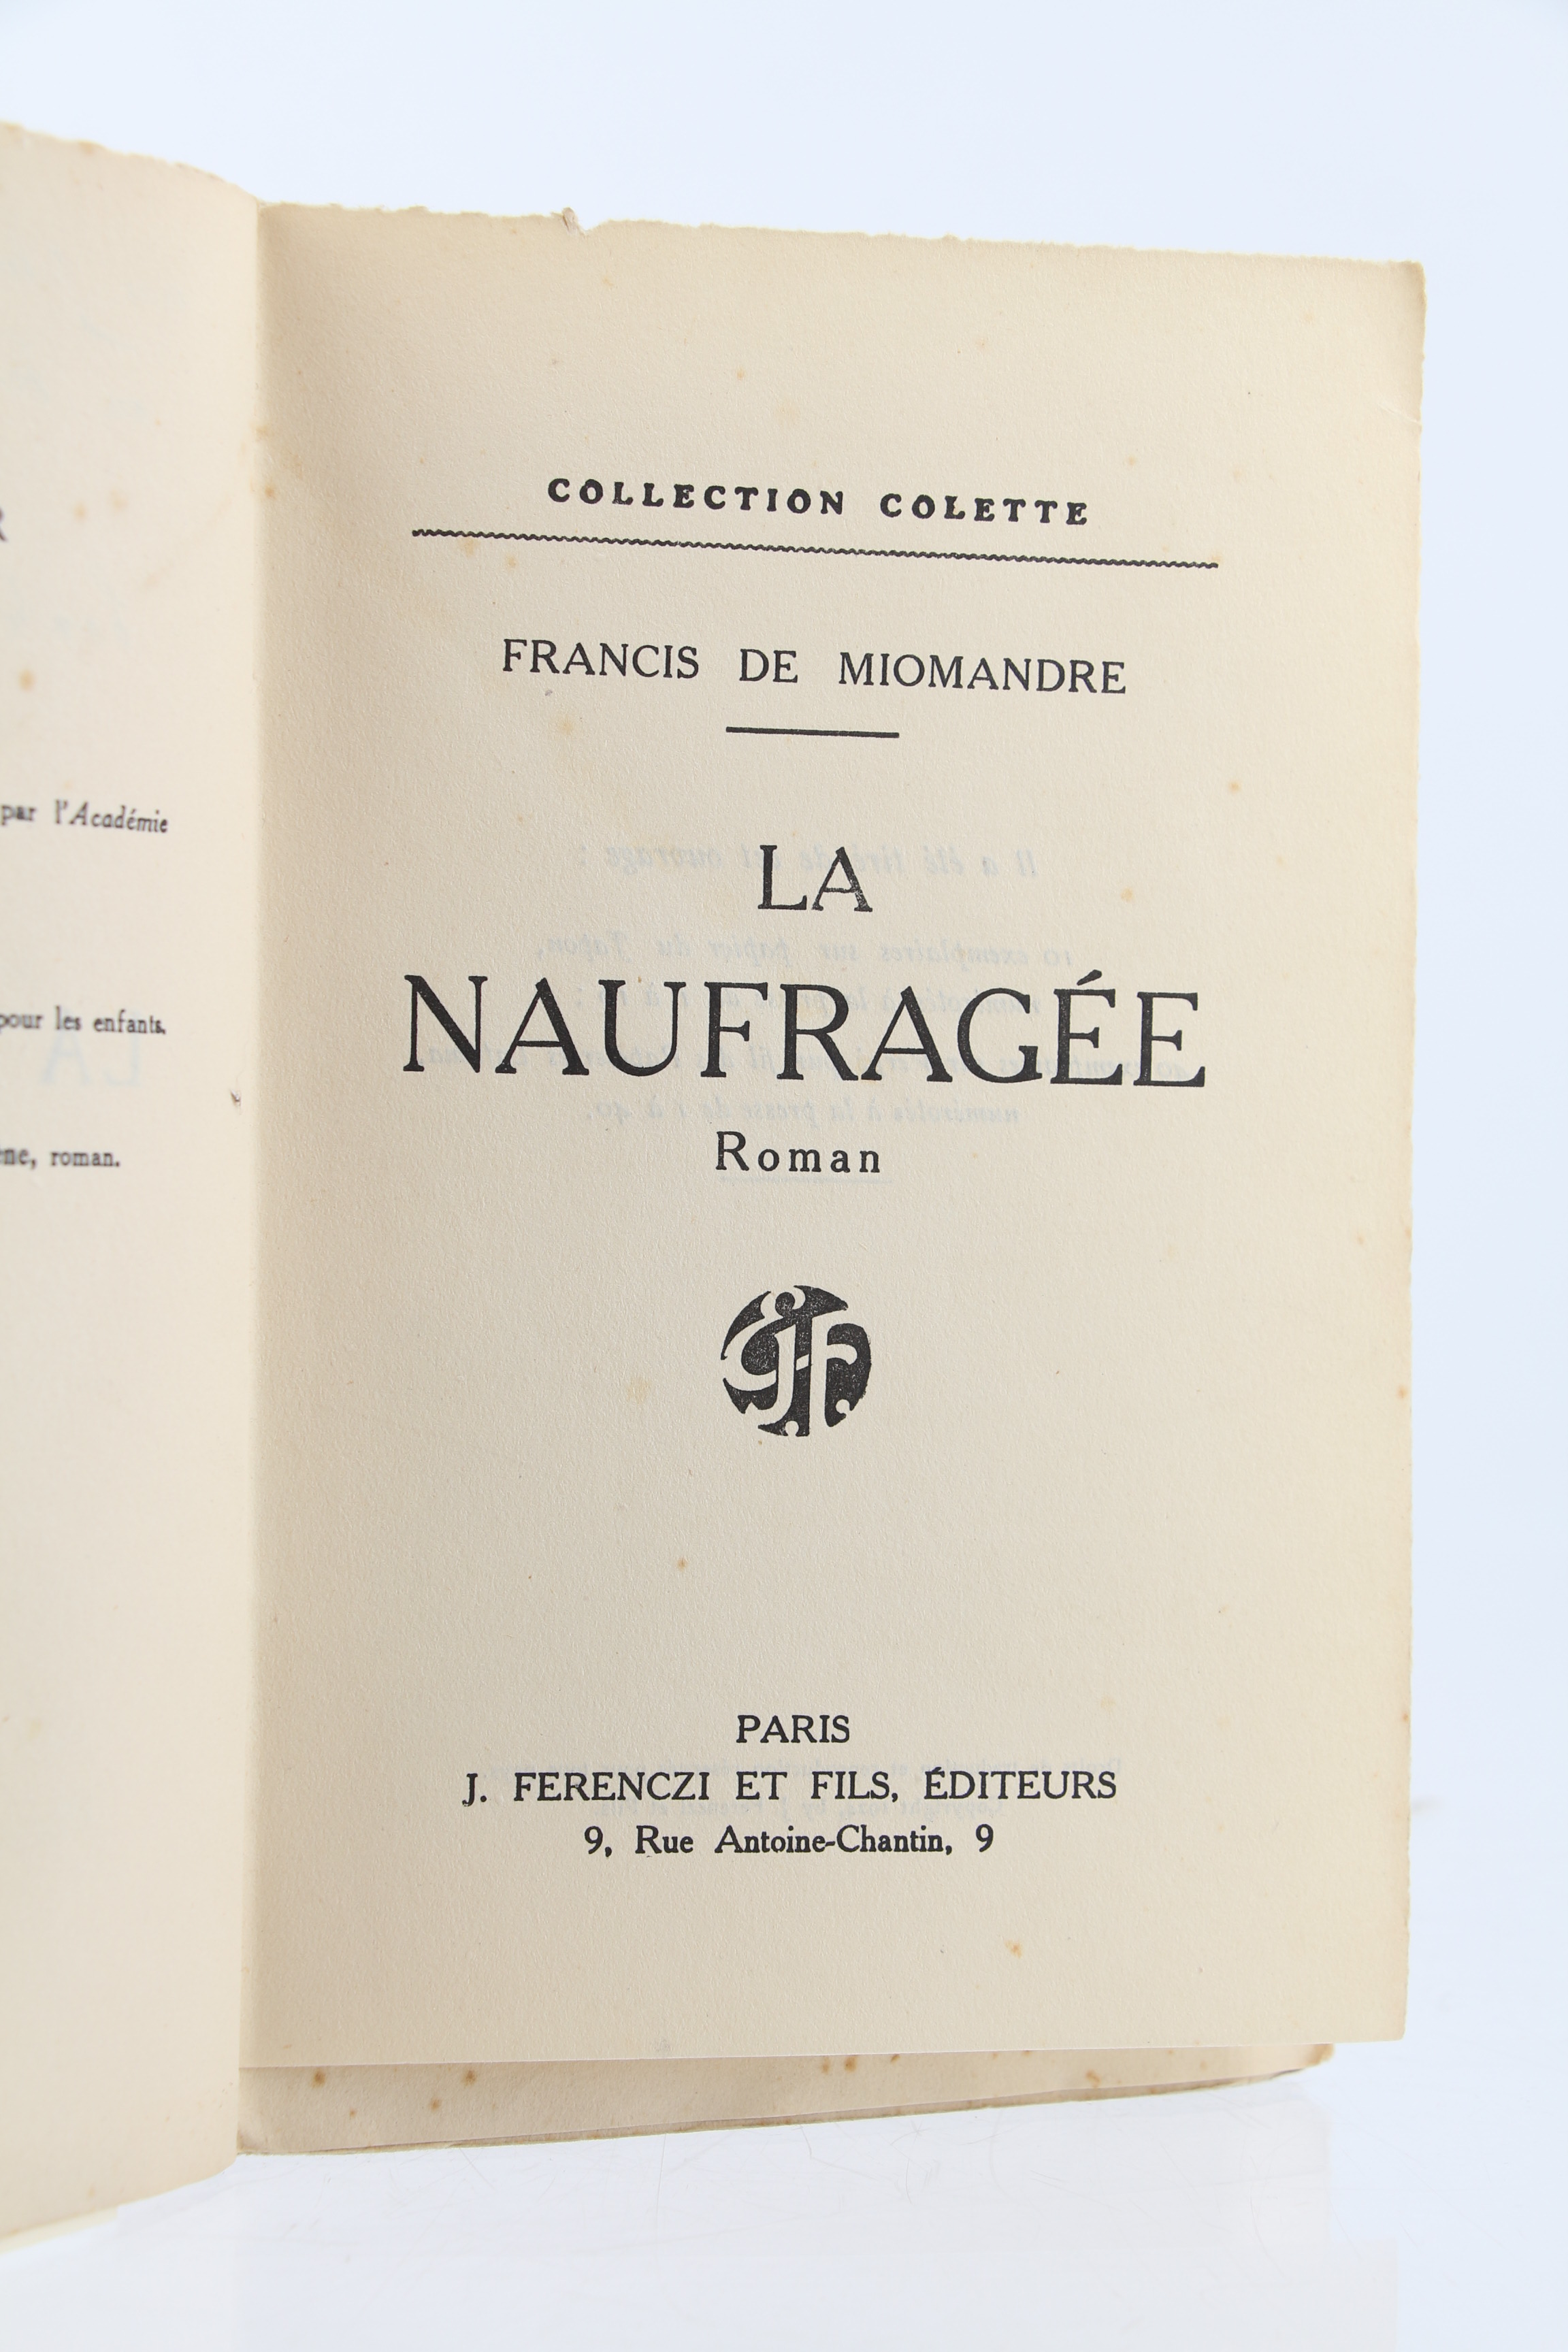 par l'Académie
pour les enfants.
roman.
COLLECTION COLETTE
FRANCIS DE MIOMANDRE
LA
NAUFRAGÉE
Roman
PARIS
J. FERENCZI ET FILS, ÉDITEURS
9, Rue Antoine-Chantin, 9